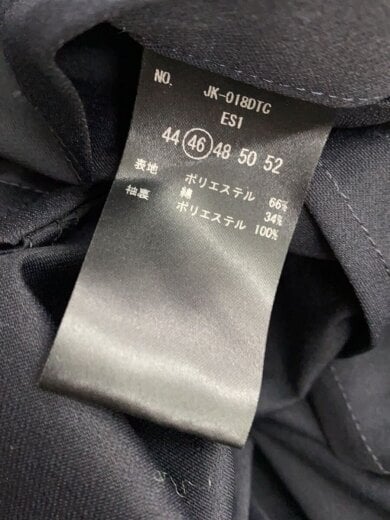 NO. JK-018DTC
ES1
44 46 48 50 52
表地 ポリエステル 66%
綿 34%
袖裏 ポリエステル 100%